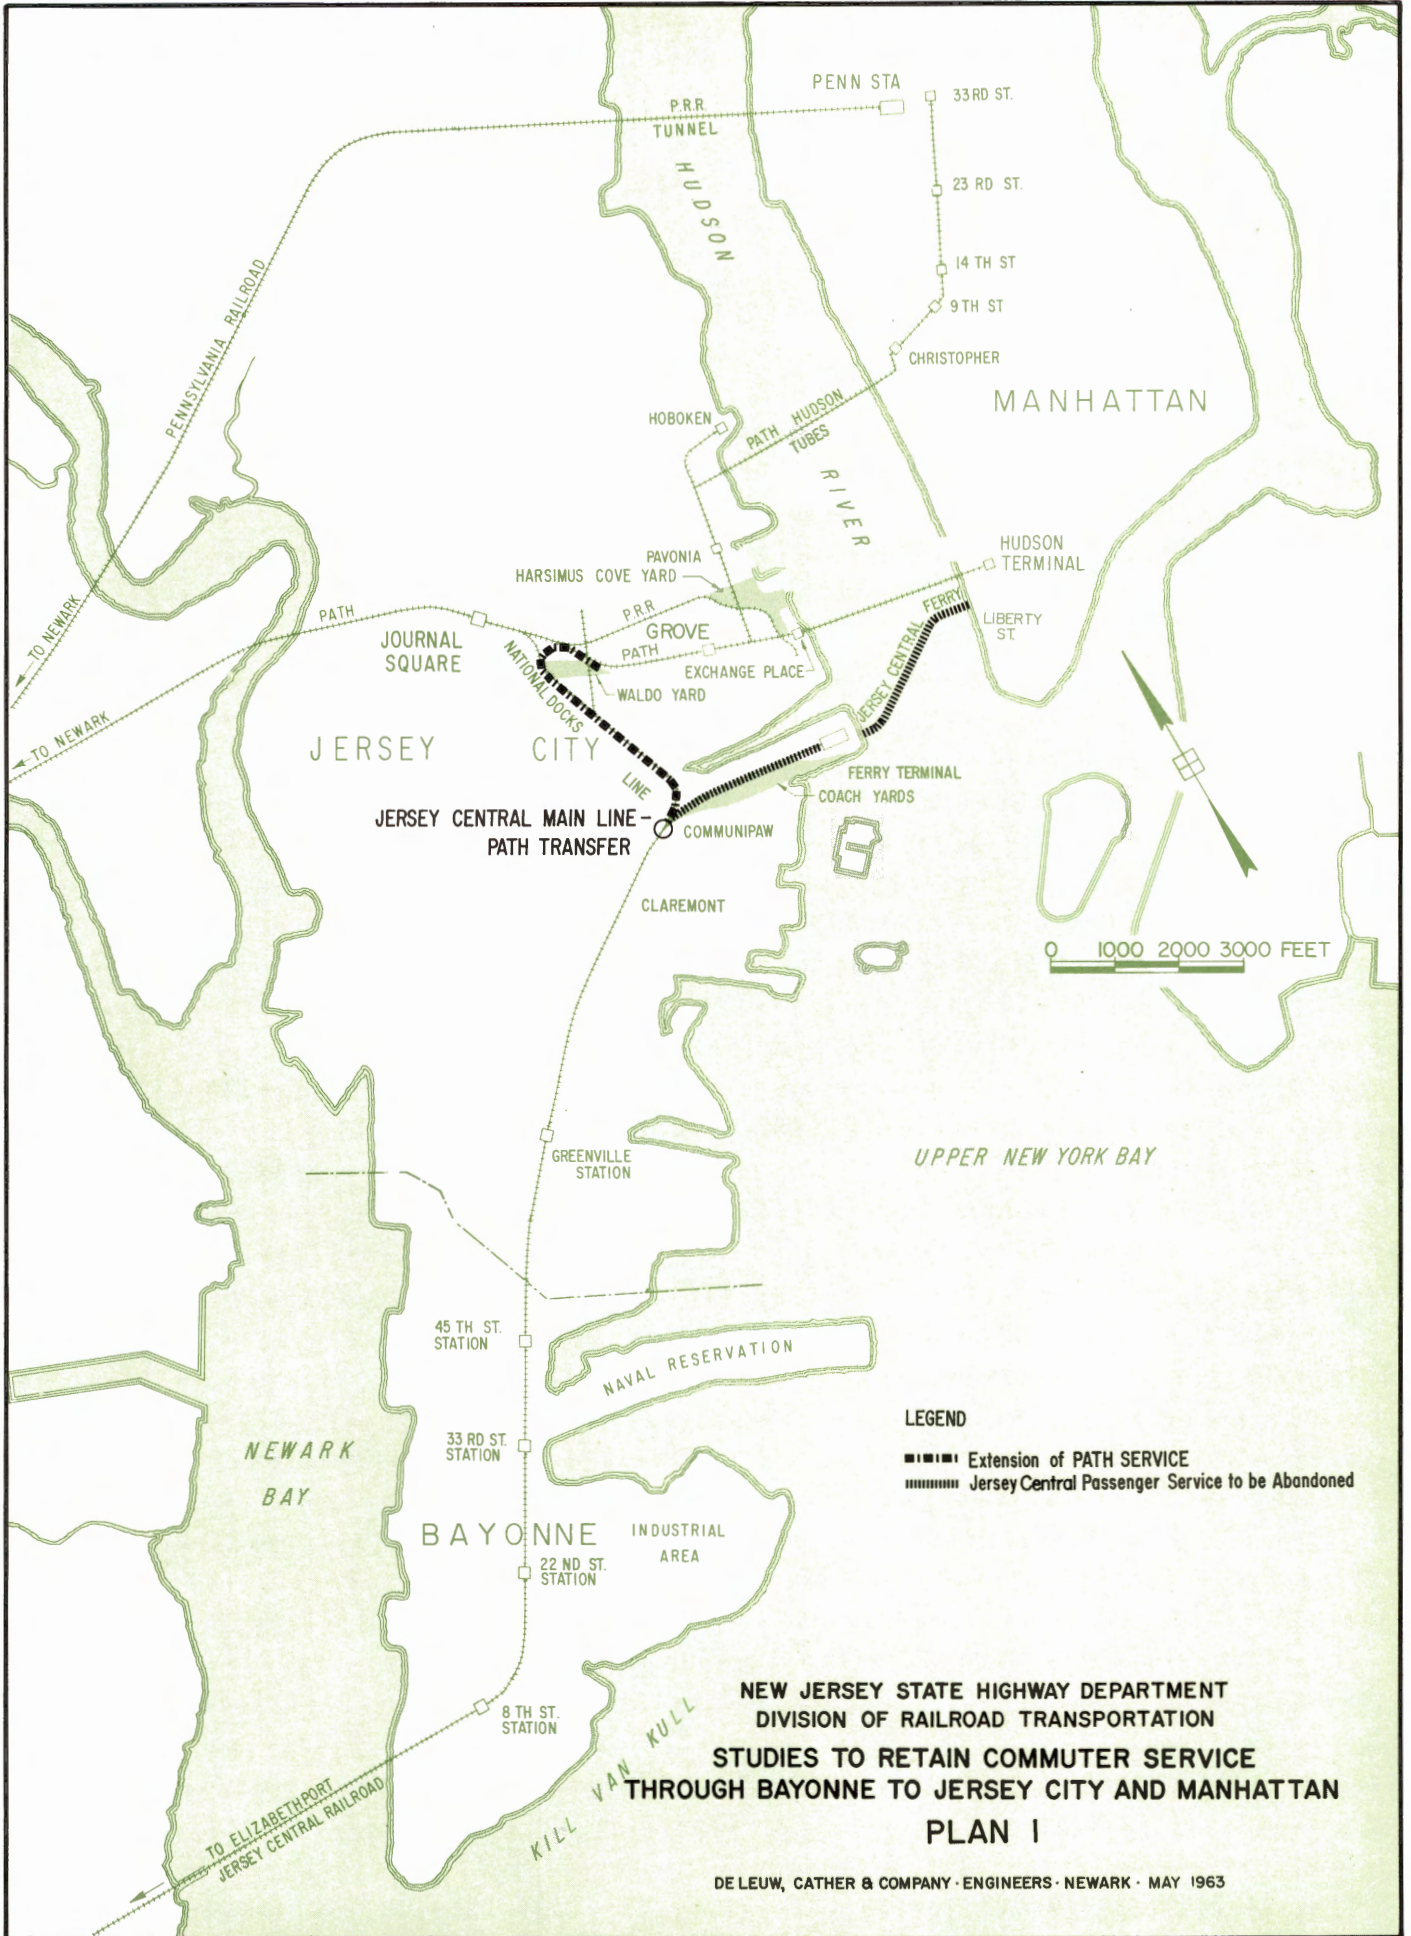 PENN STA
33RD ST.
P.R.R.
TUNNEL
HUDSON
23 RD ST.
14 TH ST
9TH ST
PENNSYLVANIA RAILROAD
CHRISTOPHER
MANHATTAN
HOBOKEN
PATH HUDSON
TUBES
RIVER
HUDSON
TERMINAL
PAVONIA
HARSIMUS COVE YARD
TO NEWARK
PATH
P.R.R
FERRY
LIBERTY
ST.
JOURNAL
SQUARE
GROVE
PATH
EXCHANGE PLACE
NATIONAL DOCKS
WALDO YARD
JERSEY CENTRAL
TO NEWARK
JERSEY CITY
LINE
FERRY TERMINAL
COACH YARDS
JERSEY CENTRAL MAIN LINE-
PATH TRANSFER
COMMUNIPAW
CLAREMONT
0 1000 2000 3000 FEET
GREENVILLE
STATION
UPPER NEW YORK BAY
45 TH ST.
STATION
NAVAL RESERVATION
33 RD ST.
STATION
NEWARK
BAY
LEGEND
Extension of PATH SERVICE
Jersey Central Passenger Service to be Abandoned
BAYONNE
INDUSTRIAL
AREA
22 ND ST.
STATION
8 TH ST.
STATION
KILL VAN KULL
TO ELIZABETHPORT
JERSEY CENTRAL RAILROAD
NEW JERSEY STATE HIGHWAY DEPARTMENT
DIVISION OF RAILROAD TRANSPORTATION
STUDIES TO RETAIN COMMUTER SERVICE
THROUGH BAYONNE TO JERSEY CITY AND MANHATTAN
PLAN I
DE LEUW, CATHER & COMPANY · ENGINEERS · NEWARK · MAY 1963